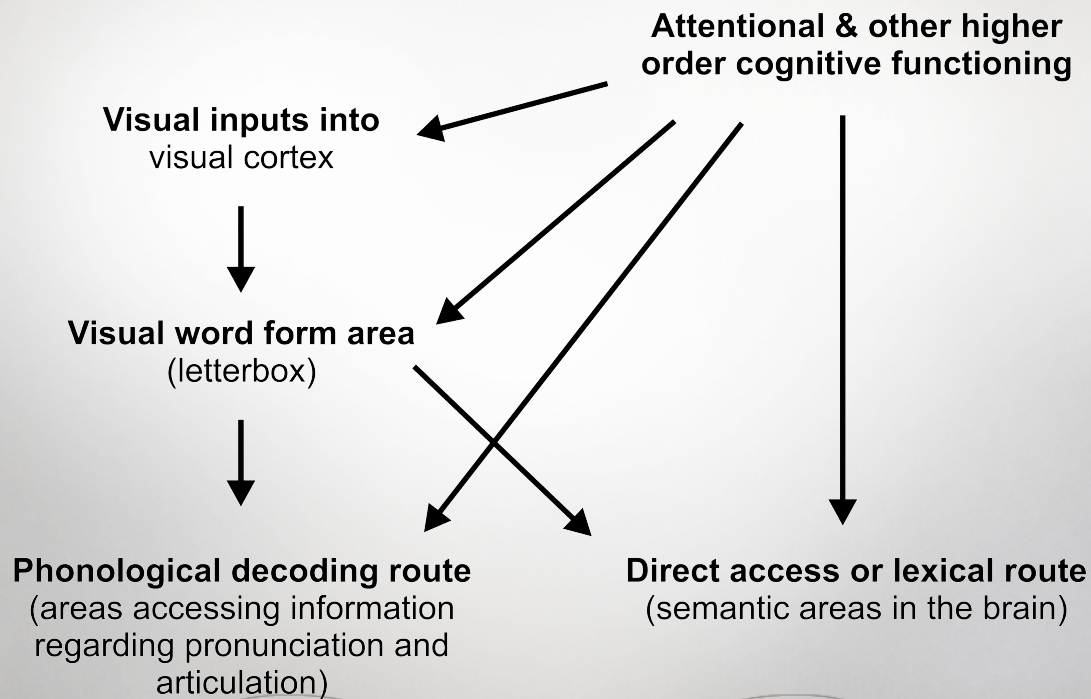 Attentional & other higher
order cognitive functioning
Visual inputs into
visual cortex
Visual word form area
(letterbox)
Phonological decoding route
(areas accessing information
regarding pronunciation and
articulation)
Direct access or lexical route
(semantic areas in the brain)